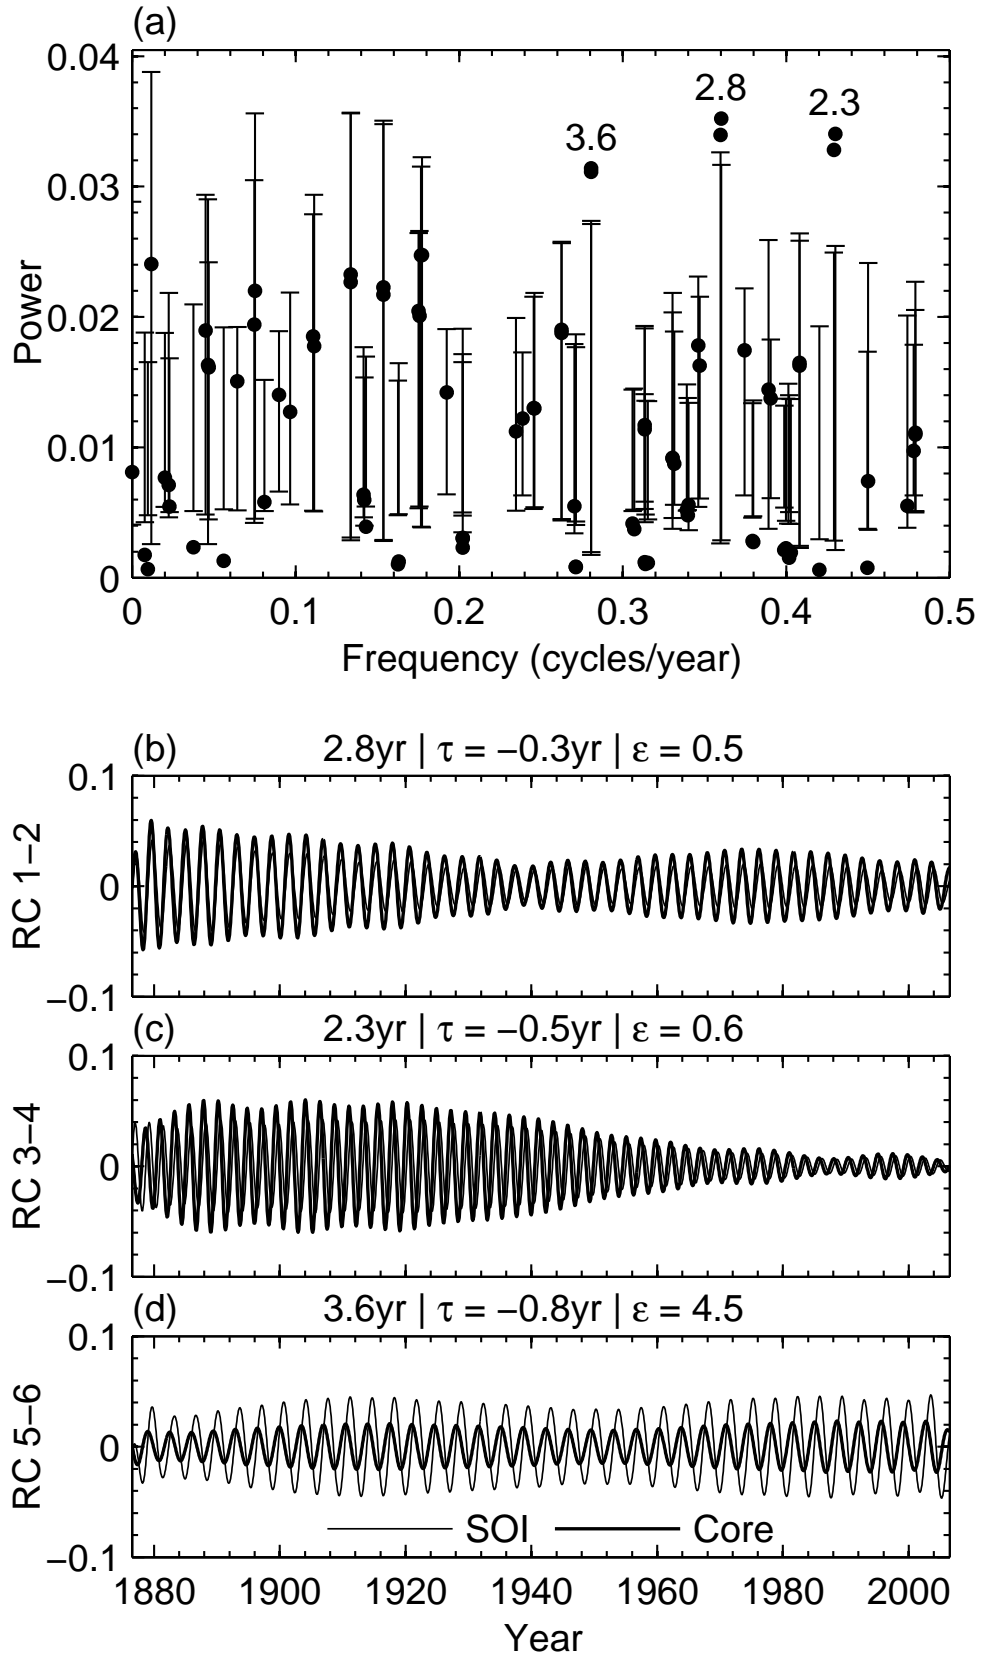 (a)
0.04
0.03
0.02
0.01
0
Power
3.6
2.8
2.3
0 0.1 0.2 0.3 0.4 0.5
Frequency (cycles/year)
(b) 2.8yr | τ = −0.3yr | ε = 0.5
0.1
0
−0.1
RC 1−2
(c) 2.3yr | τ = −0.5yr | ε = 0.6
0.1
0
−0.1
RC 3−4
(d) 3.6yr | τ = −0.8yr | ε = 4.5
0.1
0
−0.1
RC 5−6
SOI Core
1880 1900 1920 1940 1960 1980 2000
Year